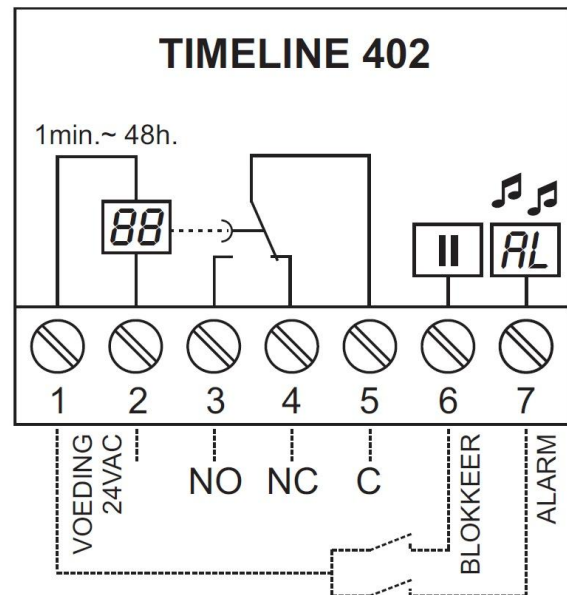 TIMELINE 402
1min.~ 48h.
88
AL
1 2 3 4 5 6 7
VOEDING
24VAC
NO NC C
BLOKKEER
ALARM